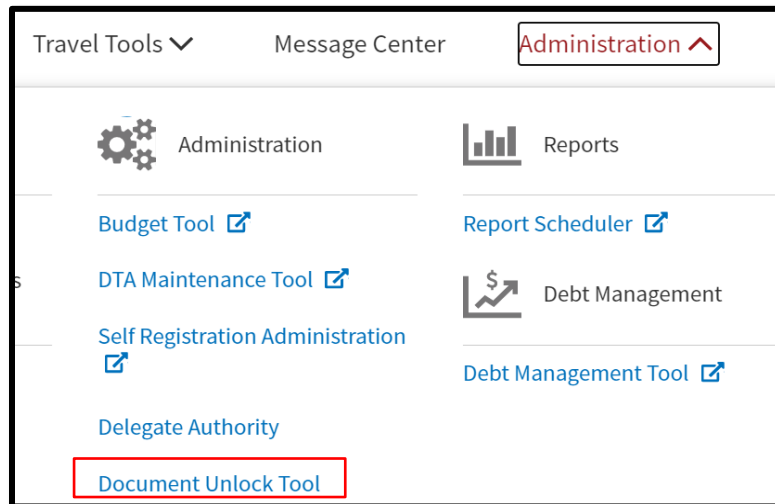 Travel Tools
Message Center
Administration
Administration
Reports
Budget Tool
Report Scheduler
DTA Maintenance Tool
s
$
Debt Management
Self Registration Administration
Debt Management Tool
Delegate Authority
Document Unlock Tool